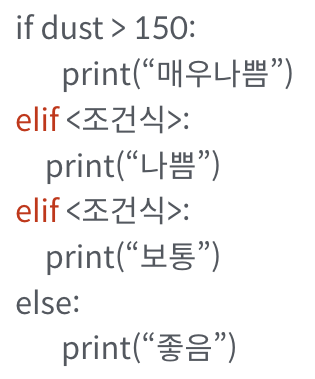 if dust > 150:
print(“매우나쁨”)
elif <조건식>:
print(“나쁨”)
elif <조건식>:
print(“보통”)
else:
print(“좋음”)